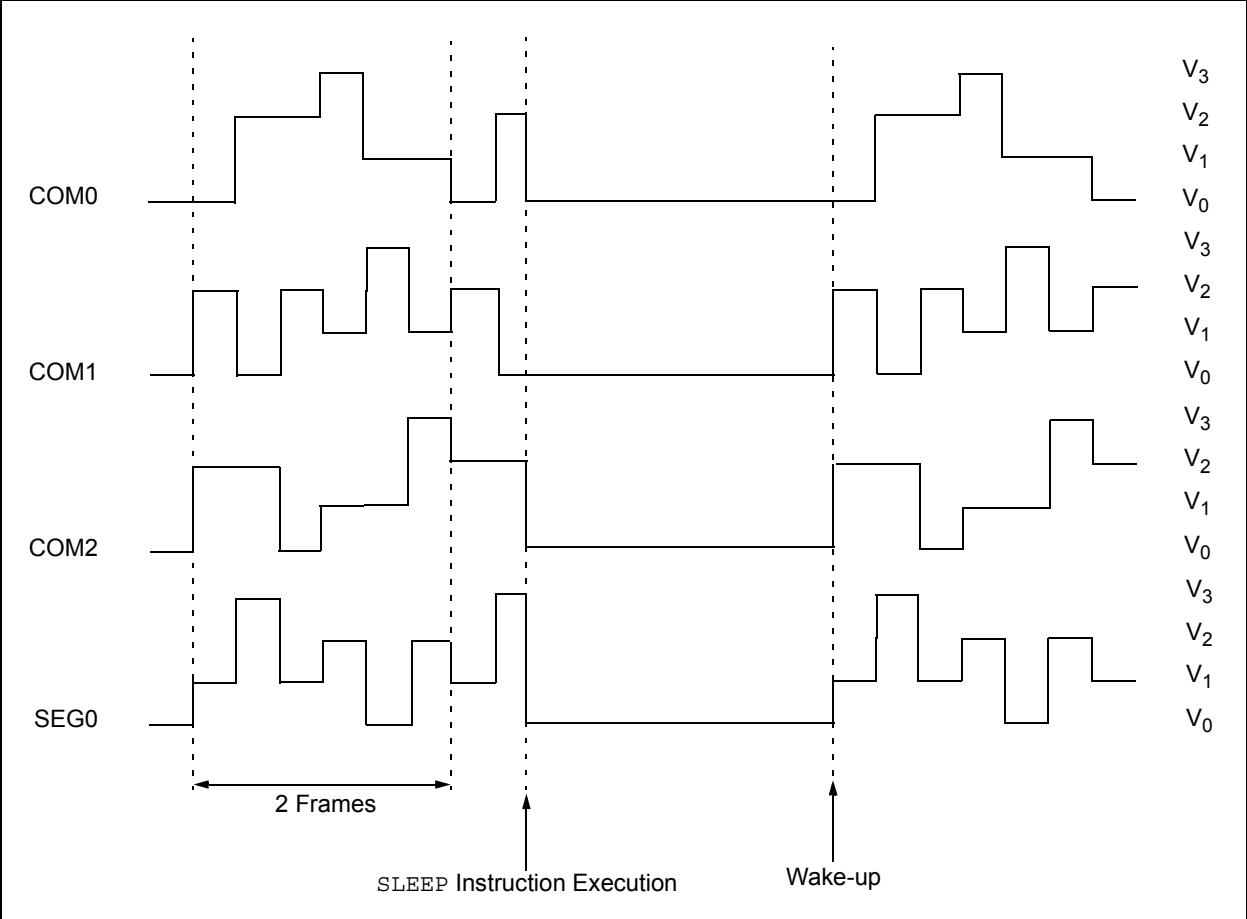 V3
V2
V1
COM0 V0
V3
V2
V1
COM1 V0
V3
V2
V1
COM2 V0
V3
V2
V1
SEG0 V0
2 Frames
SLEEP Instruction Execution
Wake-up